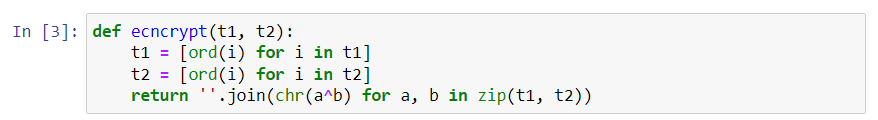 In [3]: def ecncrypt(t1, t2):
    t1 = [ord(i) for i in t1]
    t2 = [ord(i) for i in t2]
    return ''.join(chr(a^b) for a, b in zip(t1, t2))